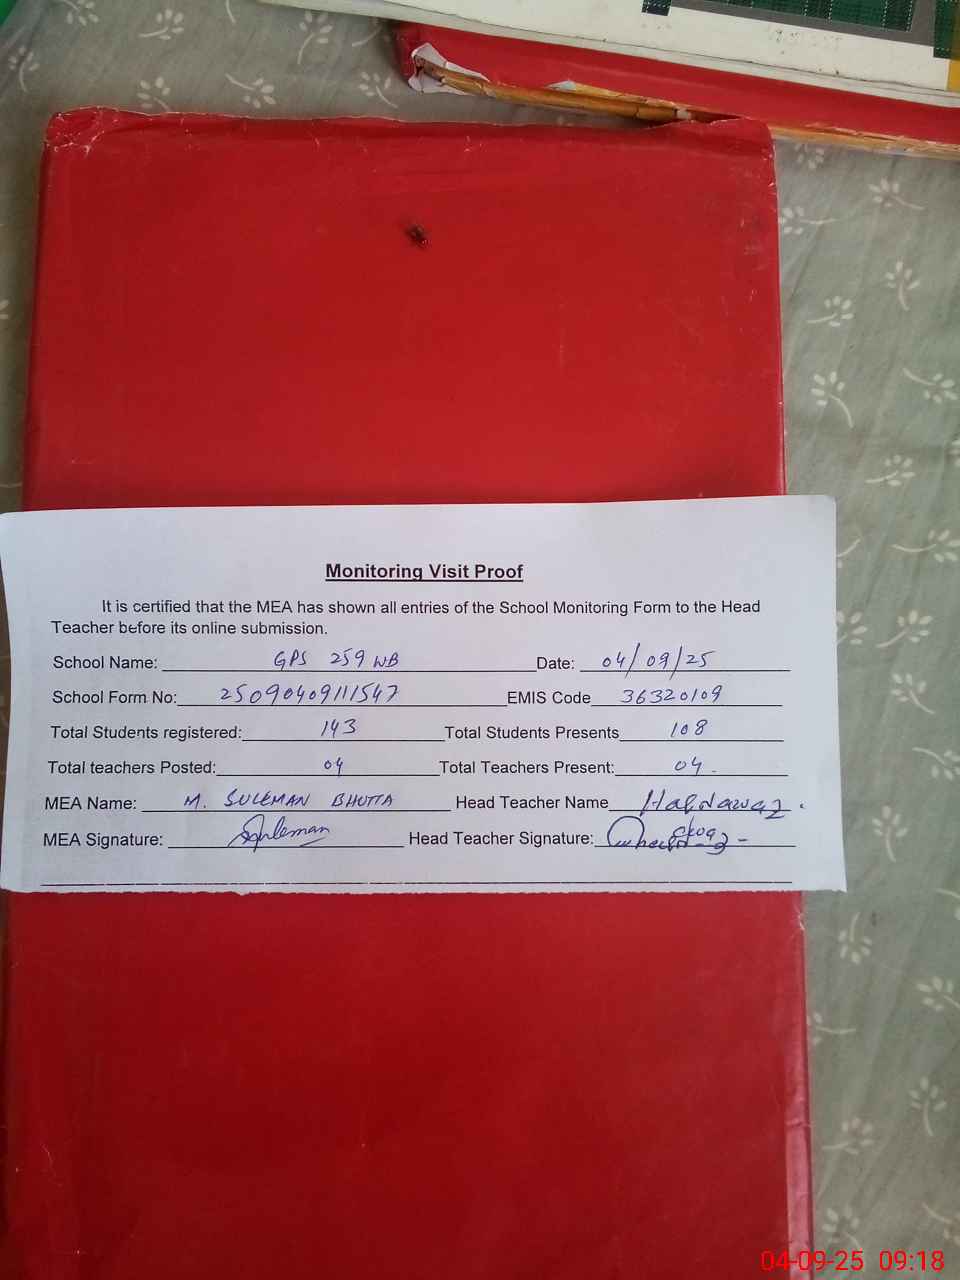 Monitoring Visit Proof
It is certified that the MEA has shown all entries of the School Monitoring Form to the Head
Teacher before its online submission.
School Name: GPS 259 WB Date: 04/09/25
School Form No: 25090409111547 EMIS Code 36320109
Total Students registered: 143 Total Students Presents 108
Total teachers Posted: 04 Total Teachers Present: 04.
MEA Name: M. SULEMAN BHUTTA Head Teacher Name Haqnawaz.
MEA Signature: Suleman Head Teacher Signature:
04-09-25 09:18